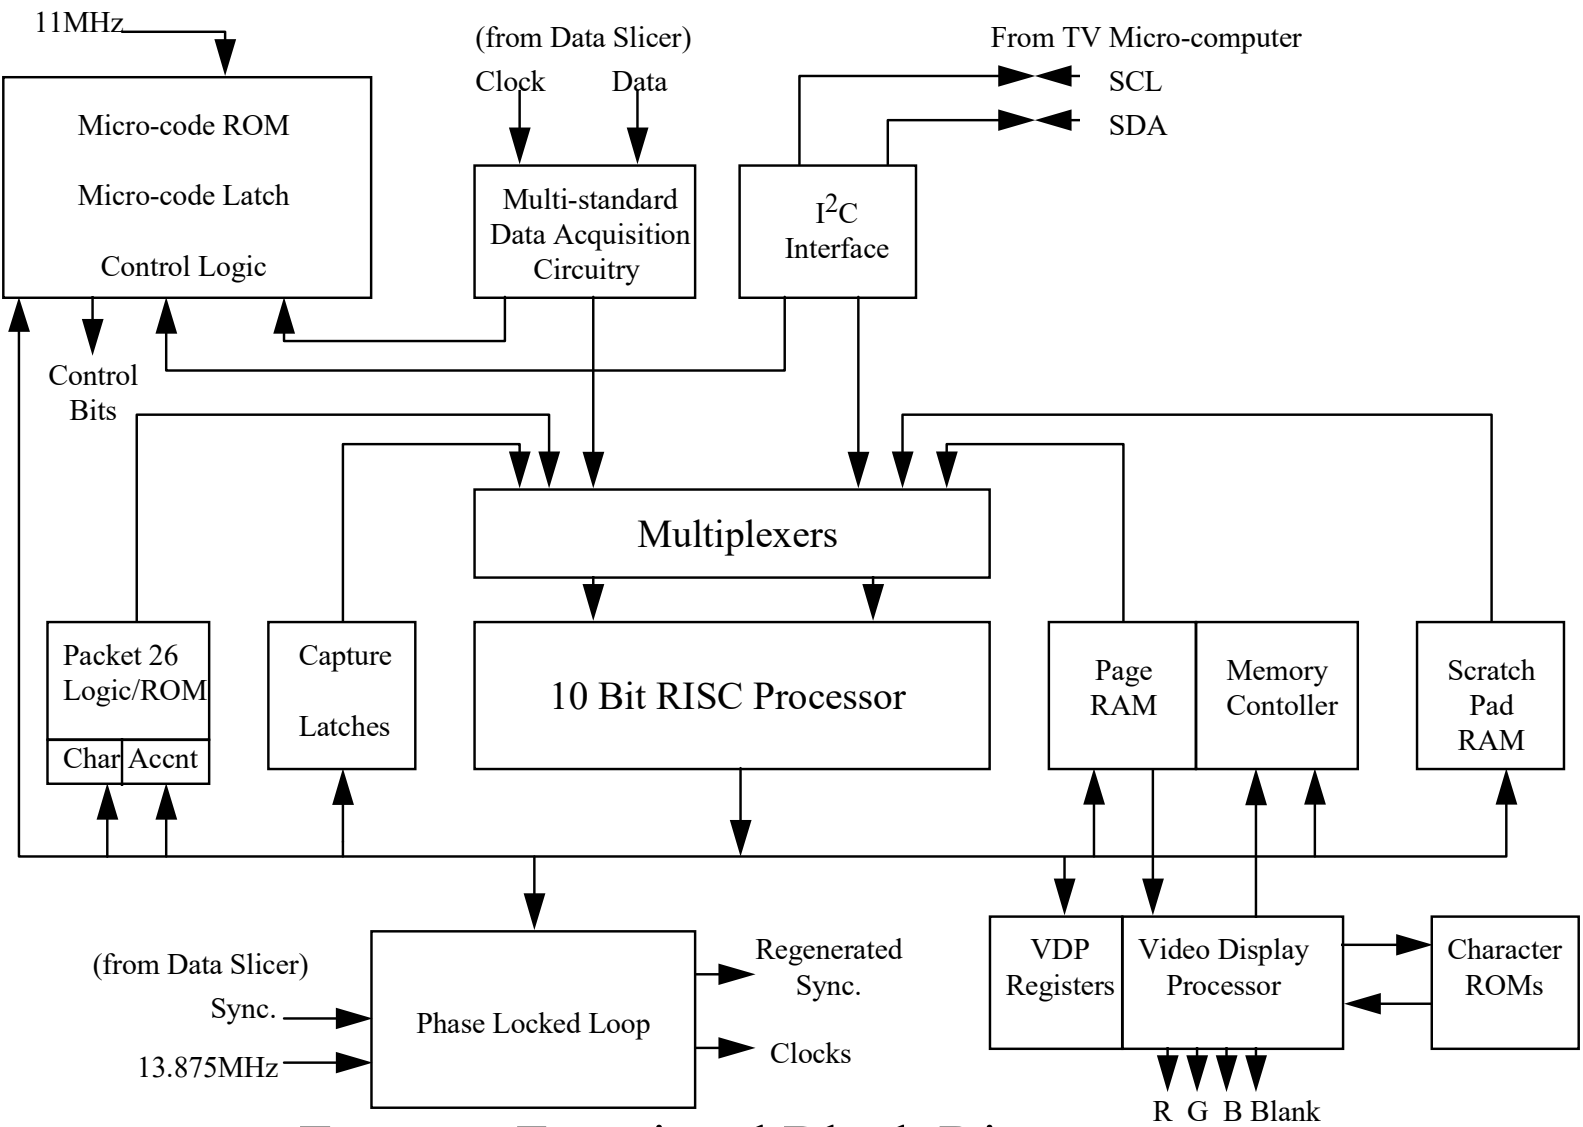 11MHz
(from Data Slicer)
From TV Micro-computer
Clock
Data
SCL
SDA
Micro-code ROM
Micro-code Latch
Control Logic
Multi-standard
Data Acquisition
Circuitry
I²C
Interface
Control
Bits
Multiplexers
Packet 26
Logic/ROM
Char
Accnt
Capture
Latches
10 Bit RISC Processor
Page
RAM
Memory
Contoller
Scratch
Pad
RAM
(from Data Slicer)
Sync.
13.875MHz
Phase Locked Loop
Regenerated
Sync.
Clocks
VDP
Registers
Video Display
Processor
Character
ROMs
R G B Blank